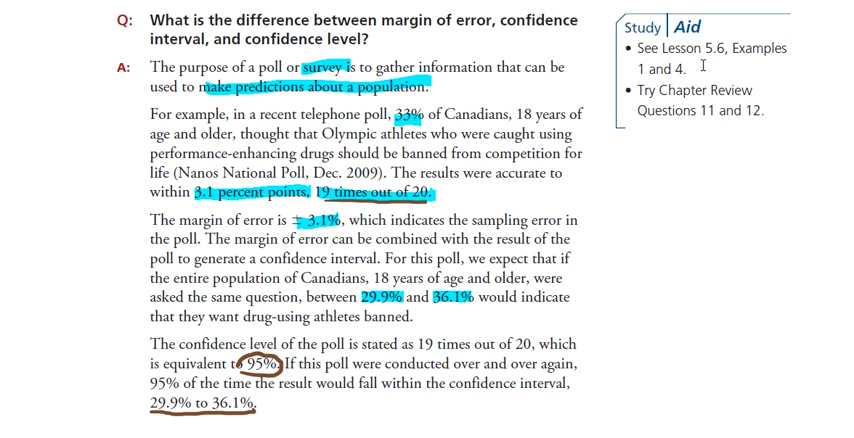 Q: What is the difference between margin of error, confidence
interval, and confidence level?
A: The purpose of a poll or survey is to gather information that can be
used to make predictions about a population.
For example, in a recent telephone poll, 33% of Canadians, 18 years of
age and older, thought that Olympic athletes who were caught using
performance-enhancing drugs should be banned from competition for
life (Nanos National Poll, Dec. 2009). The results were accurate to
within 3.1 percent points, 19 times out of 20.
The margin of error is ± 3.1%, which indicates the sampling error in
the poll. The margin of error can be combined with the result of the
poll to generate a confidence interval. For this poll, we expect that if
the entire population of Canadians, 18 years of age and older, were
asked the same question, between 29.9% and 36.1% would indicate
that they want drug-using athletes banned.
The confidence level of the poll is stated as 19 times out of 20, which
is equivalent to 95%. If this poll were conducted over and over again,
95% of the time the result would fall within the confidence interval,
29.9% to 36.1%.
Study Aid
• See Lesson 5.6, Examples
1 and 4.
• Try Chapter Review
Questions 11 and 12.